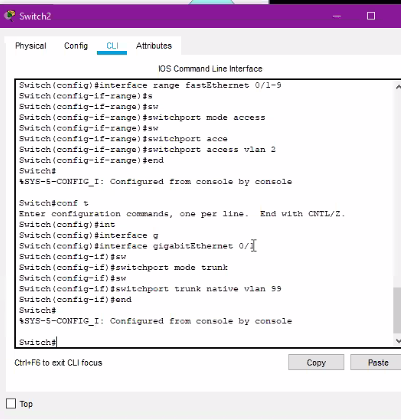 Switch2
Physical Config CLI Attributes
IOS Command Line Interface
Switch(config)#interface range fastEthernet 0/1-9
Switch(config-if-range)#s
Switch(config-if-range)#sw
Switch(config-if-range)#switchport mode access
Switch(config-if-range)#sw
Switch(config-if-range)#switchport acce
Switch(config-if-range)#switchport access vlan 2
Switch(config-if-range)#end
Switch#
%SYS-5-CONFIG_I: Configured from console by console
Switch#conf t
Enter configuration commands, one per line. End with CNTL/Z.
Switch(config)#int
Switch(config)#interface g
Switch(config)#interface gigabitEthernet 0/1
Switch(config-if)#sw
Switch(config-if)#switchport mode trunk
Switch(config-if)#sw
Switch(config-if)#switchport trunk native vlan 99
Switch(config-if)#end
Switch#
%SYS-5-CONFIG_I: Configured from console by console
Switch#
Ctrl+F6 to exit CLI focus
Copy Paste
Top